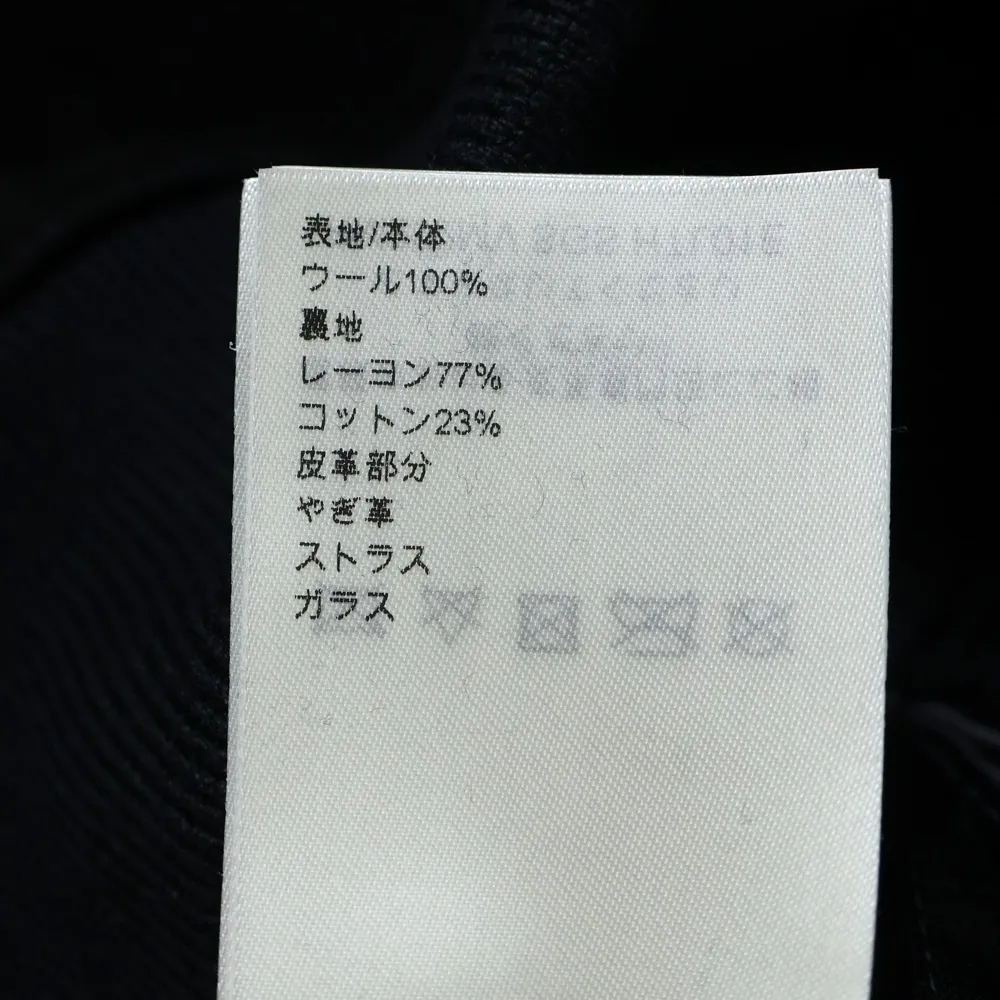 表地/本体
ウール100%
裏地
レーヨン77%
コットン23%
皮革部分
やぎ革
ストラス
ガラス